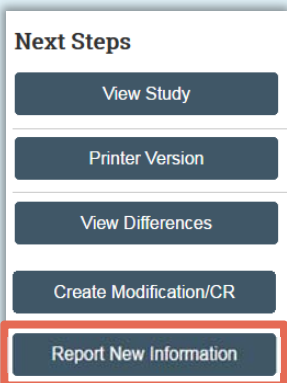 Next Steps
View Study
Printer Version
View Differences
Create Modification/CR
Report New Information